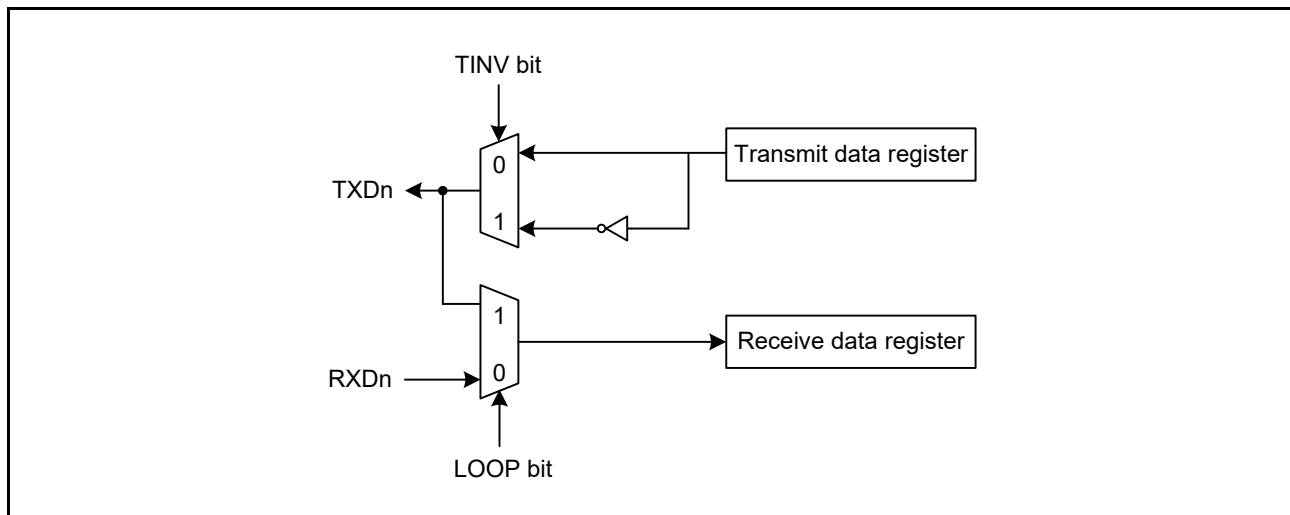 TINV bit
0
Transmit data register
TXDn
1
1
Receive data register
RXDn
0
LOOP bit